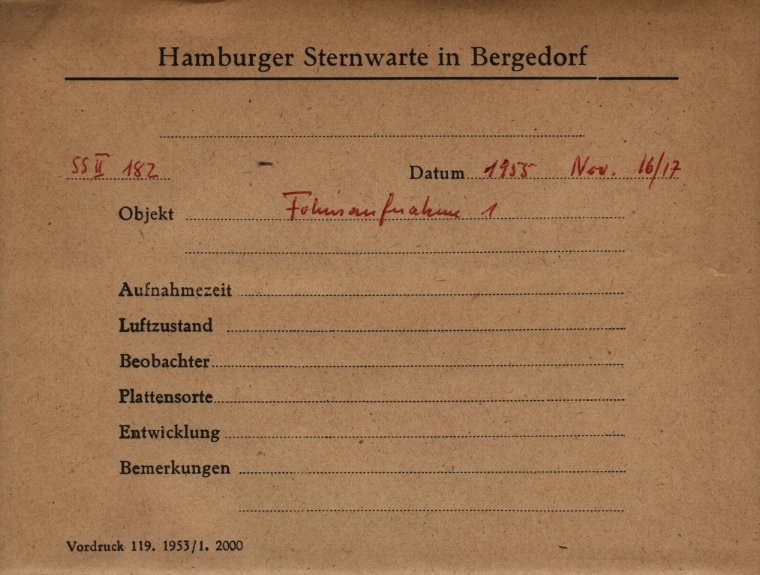 Hamburger Sternwarte in Bergedorf
SS II 182
Datum 1955 Nov. 16/17
Objekt Fokusaufnahme 1
Aufnahmezeit
Luftzustand
Beobachter
Plattensorte
Entwicklung
Bemerkungen
Vordruck 119. 1953/1. 2000